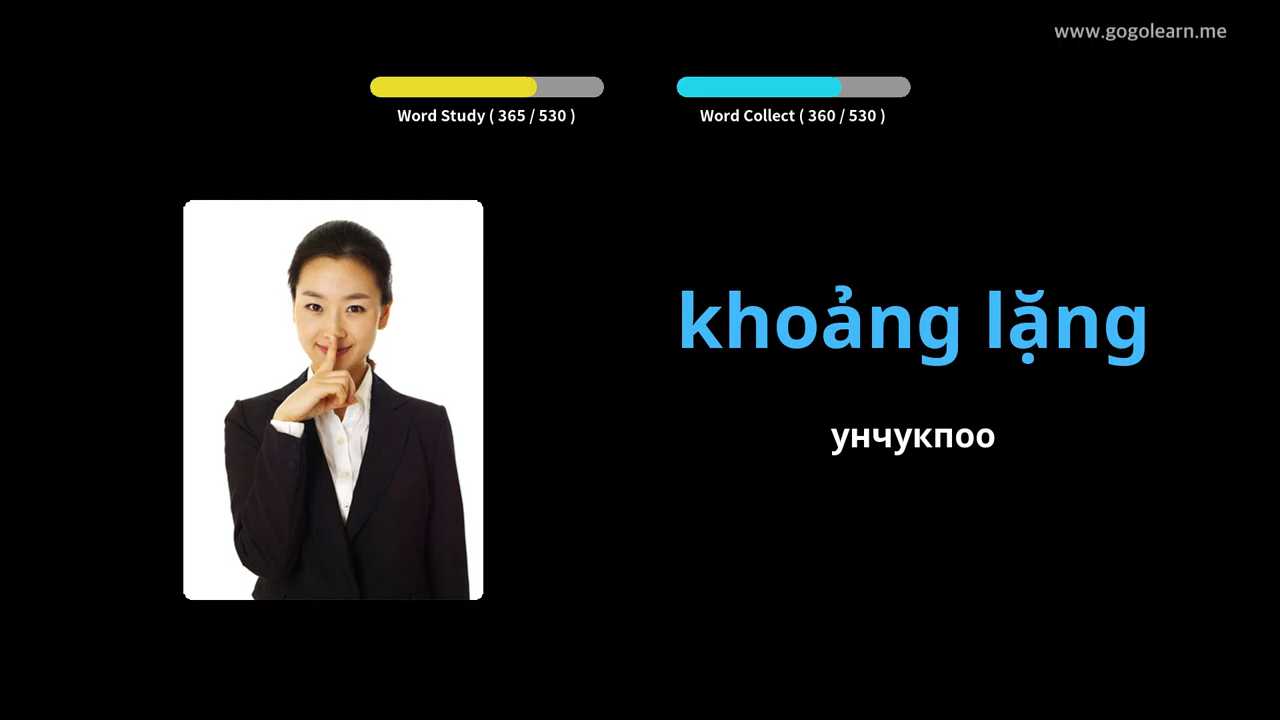 www.gogolearn.me
Word Study ( 365 / 530 )
Word Collect ( 360 / 530 )
khoảng lặng
унчукпоо